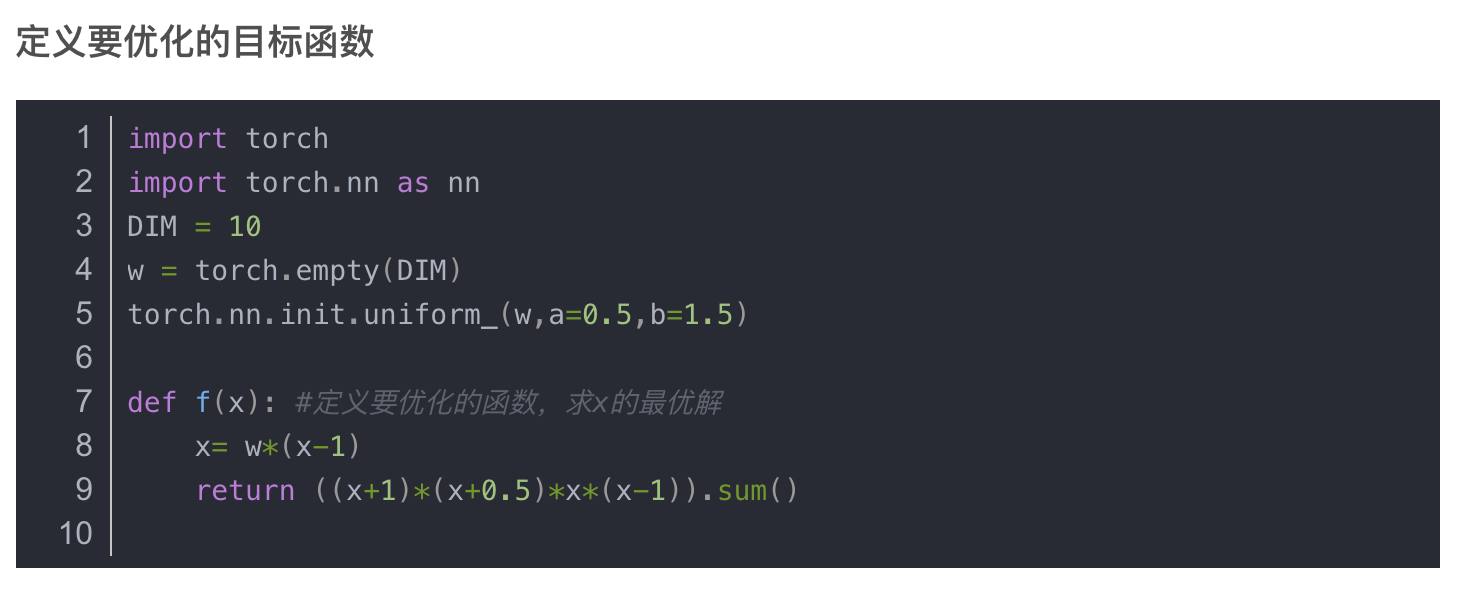 定义要优化的目标函数
1 import torch
2 import torch.nn as nn
3 DIM = 10
4 w = torch.empty(DIM)
5 torch.nn.init.uniform_(w,a=0.5,b=1.5)
6
7 def f(x): #定义要优化的函数，求x的最优解
8     x= w*(x-1)
9     return ((x+1)*(x+0.5)*x*(x-1)).sum()
10